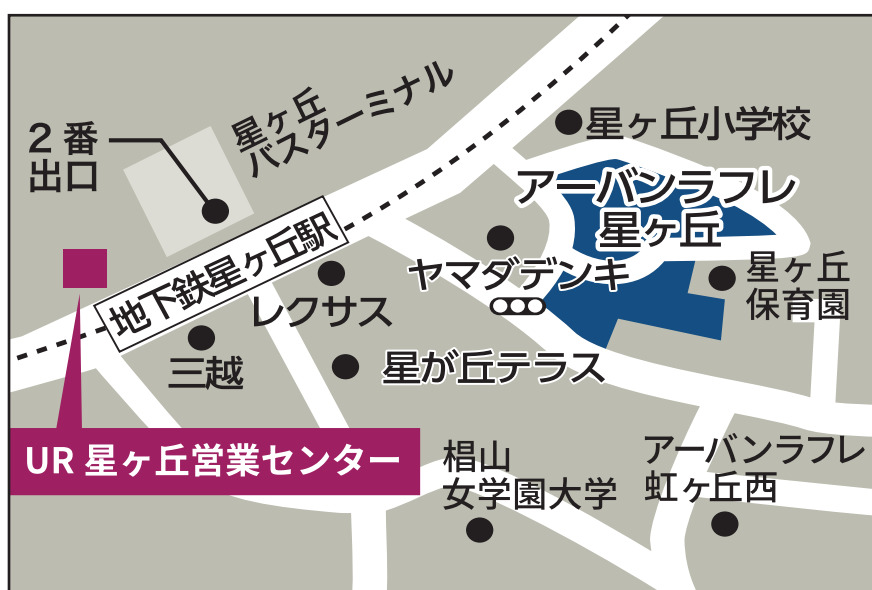 ２番
出口
星ヶ丘
バスターミナル
星ヶ丘小学校
アーバンラフレ
星ヶ丘
地下鉄星ヶ丘駅
ヤマダデンキ
星ヶ丘
保育園
レクサス
三越
星が丘テラス
UR 星ヶ丘営業センター
椙山
女学園大学
アーバンラフレ
虹ヶ丘西